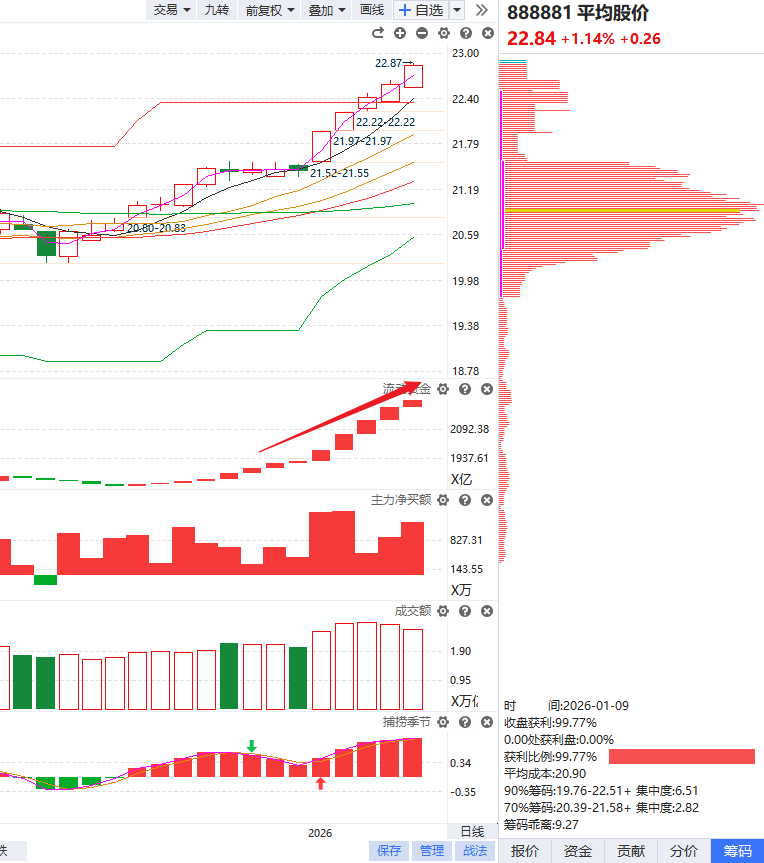 交易 九转 前复权 叠加 画线 + 自选
888881 平均股价
22.84 +1.14% +0.26
22.87
23.00
22.40
22.22-22.22
21.97-21.97
21.79
21.52-21.55
21.19
20.80-20.83
20.59
19.98
19.38
18.78
流动资金
2092.38
1937.61
X亿
主力净买额
827.31
143.55
X万
成交额
1.90
0.95
X万亿
捕捞季节
0.34
-0.35
2026
日线
时 间:2026-01-09
收盘获利:99.77%
0.00处获利盘:0.00%
获利比例:99.77%
平均成本:20.90
90%筹码:19.76-22.51+ 集中度:6.51
70%筹码:20.39-21.58+ 集中度:2.82
筹码乖离:9.27
跌 保存 管理 战法 报价 资金 贡献 分价 筹码